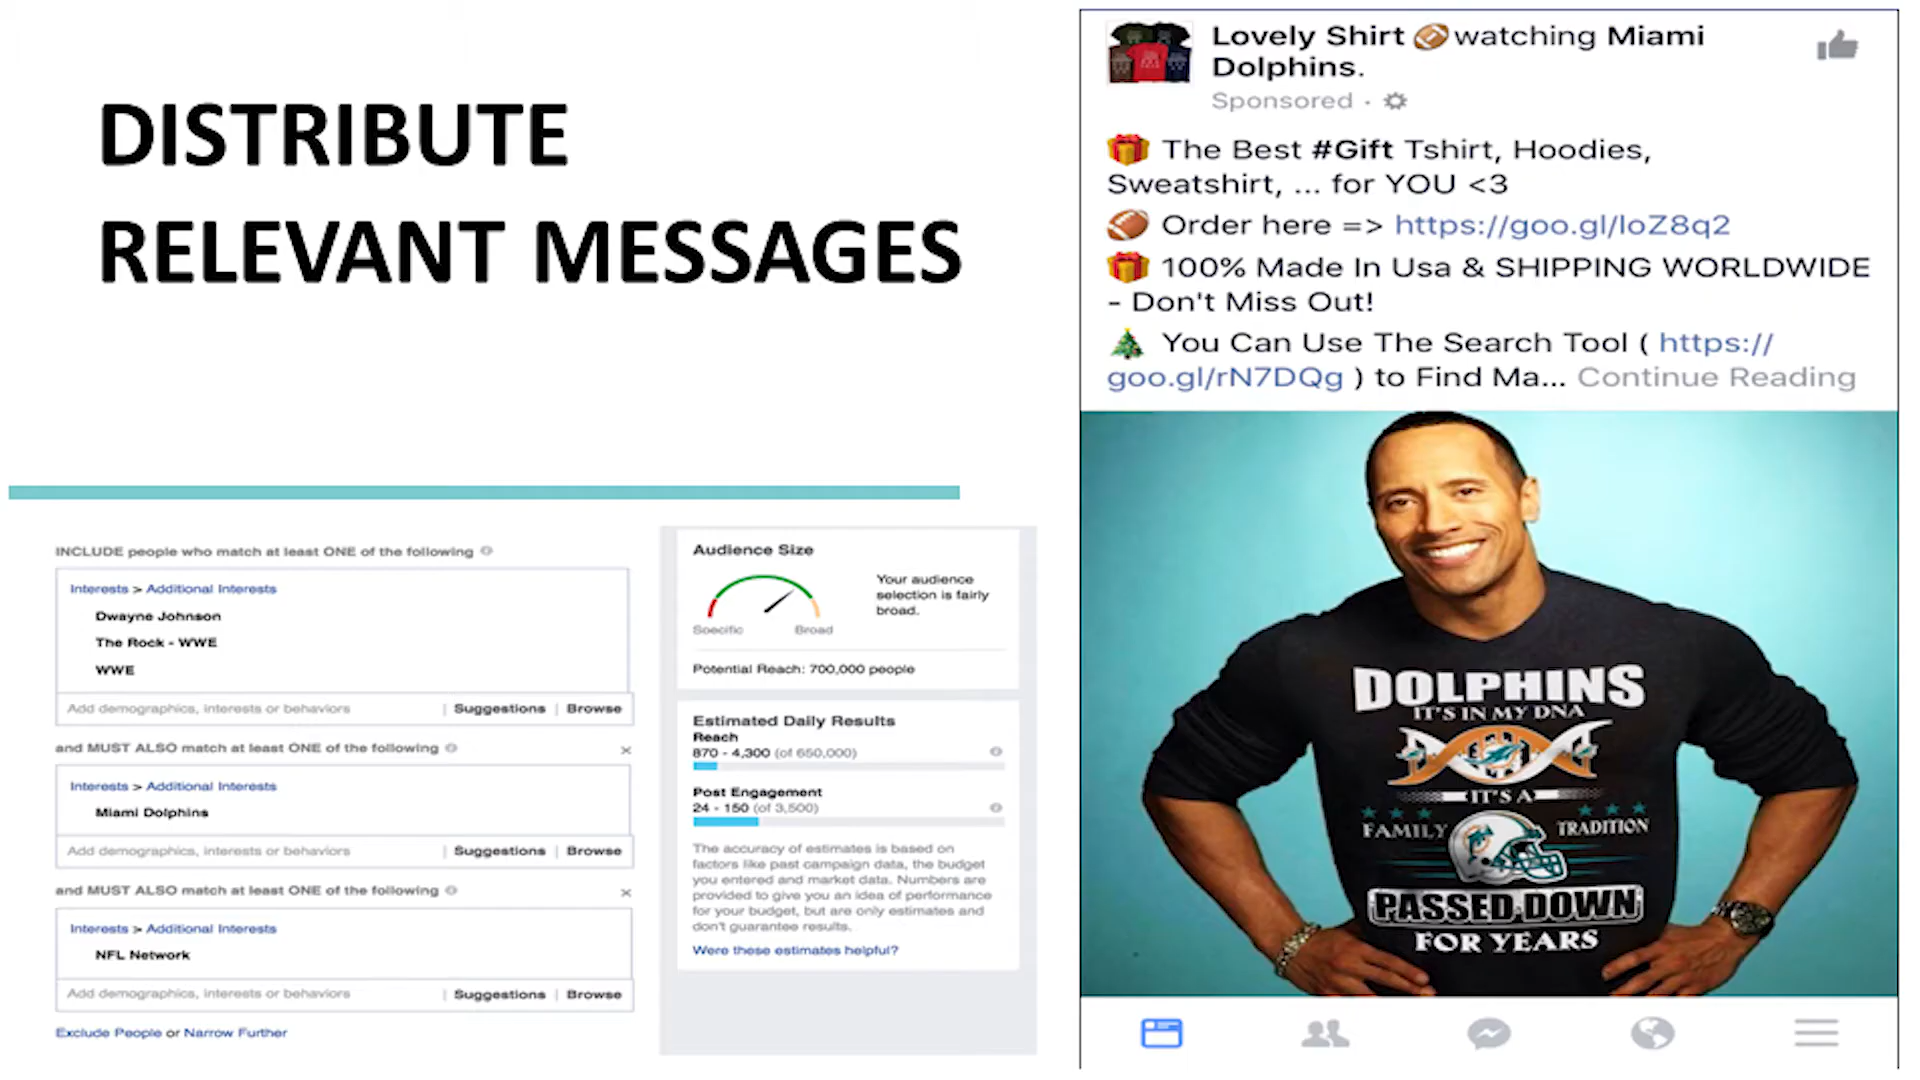 DISTRIBUTE
RELEVANT MESSAGES
INCLUDE people who match at least ONE of the following
Interests > Additional Interests
Dwayne Johnson
The Rock - WWE
WWE
Add demographics, interests or behaviors | Suggestions | Browse
and MUST ALSO match at least ONE of the following
Interests > Additional Interests
Miami Dolphins
Add demographics, interests or behaviors | Suggestions | Browse
and MUST ALSO match at least ONE of the following
Interests > Additional Interests
NFL Network
Add demographics, interests or behaviors | Suggestions | Browse
Exclude People or Narrow Further
Audience Size
Your audience
selection is fairly
broad.
Specific Broad
Potential Reach: 700,000 people
Estimated Daily Results
Reach
870 - 4,300 (of 650,000)
Post Engagement
24 - 150 (of 3,500)
The accuracy of estimates is based on
factors like past campaign data, the budget
you entered and market data. Numbers are
provided to give you an idea of performance
for your budget, but are only estimates and
don't guarantee results.
Were these estimates helpful?
Lovely Shirt 🏈watching Miami
Dolphins.
Sponsored ·
🎁 The Best #Gift Tshirt, Hoodies,
Sweatshirt, ... for YOU <3
🏈 Order here => https://goo.gl/loZ8q2
🎁 100% Made In Usa & SHIPPING WORLDWIDE
- Don't Miss Out!
🎄 You Can Use The Search Tool ( https://
goo.gl/rN7DQg ) to Find Ma... Continue Reading
DOLPHINS
IT'S IN MY DNA
IT'S A
FAMILY TRADITION
PASSED DOWN
FOR YEARS